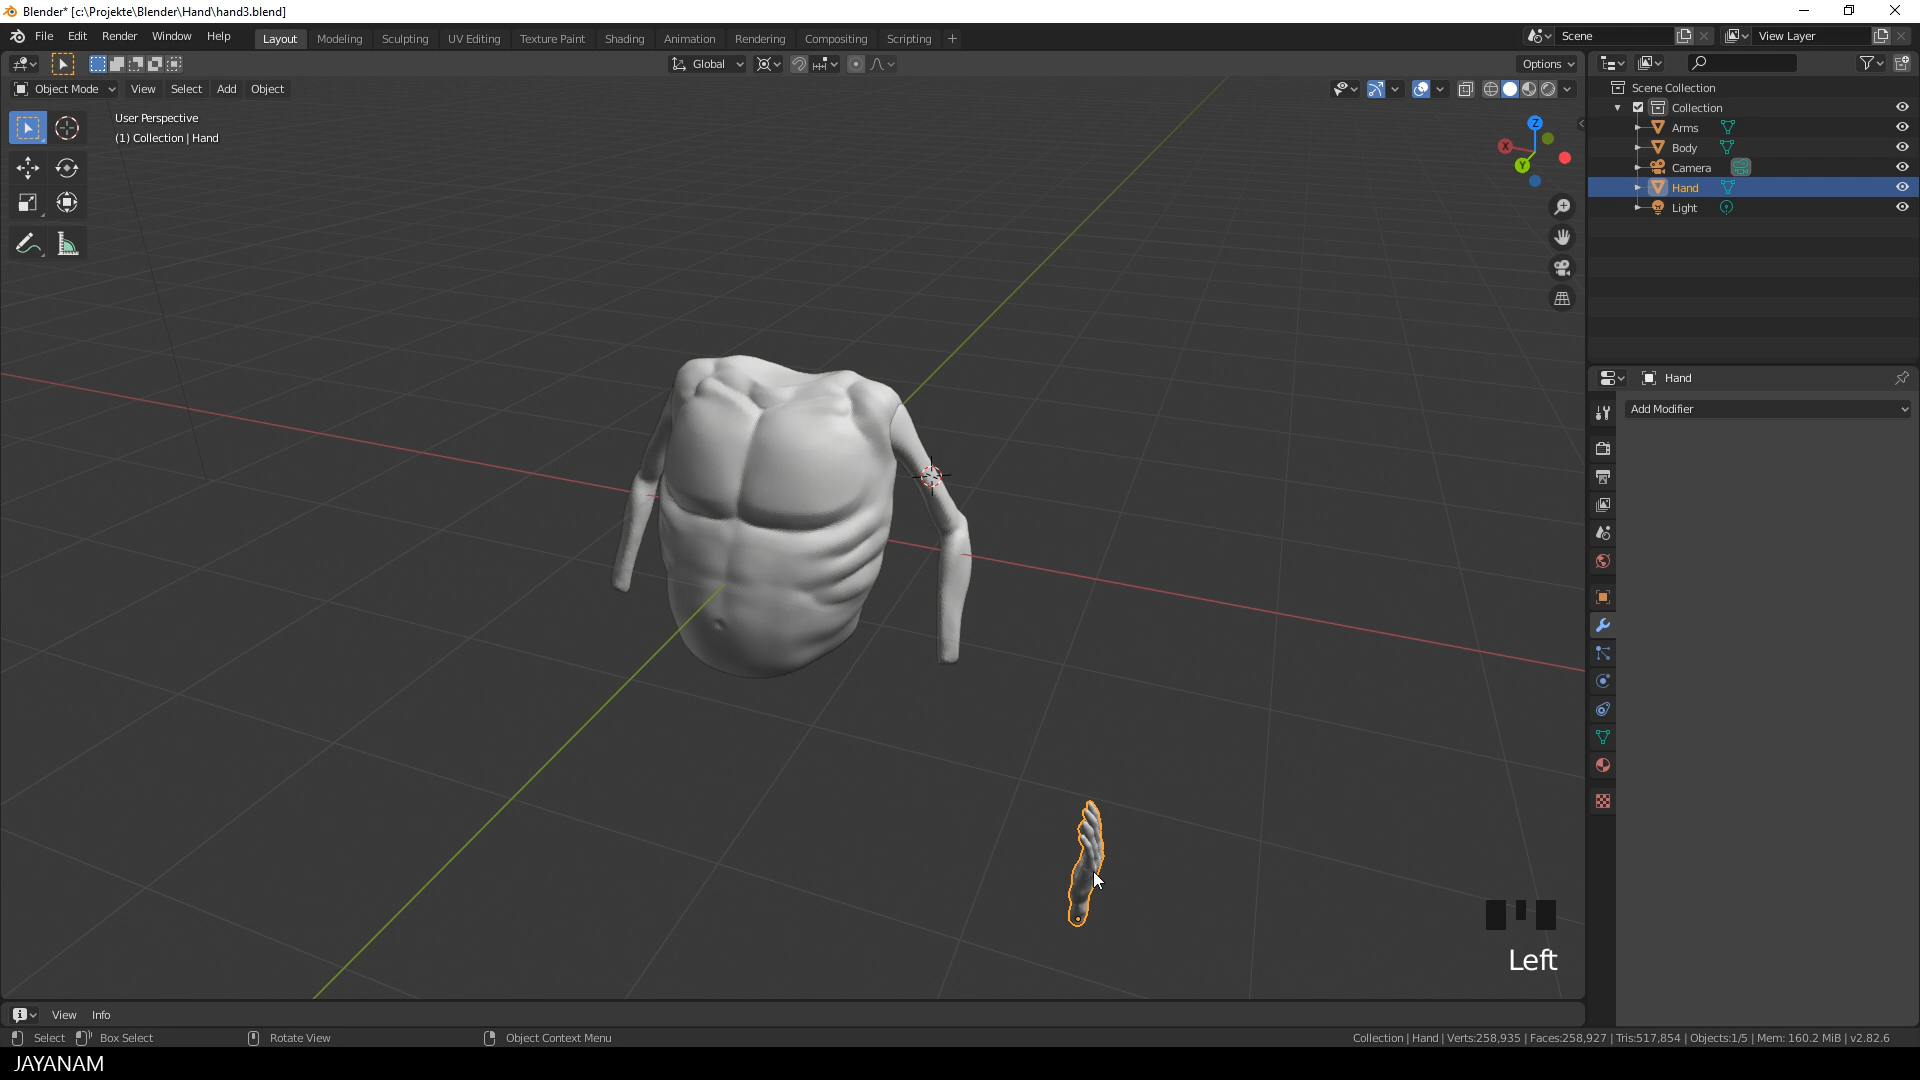 Blender* [c:\Projekte\Blender\Hand\hand3.blend]
File Edit Render Window Help
Layout Modeling Sculpting UV Editing Texture Paint Shading Animation Rendering Compositing Scripting +
Scene
View Layer
Global
Options
Object Mode View Select Add Object
User Perspective
(1) Collection | Hand
Z
X
Y
Scene Collection
Collection
Arms
Body
Camera
Hand
Light
Hand
Add Modifier
Left
View Info
Select Box Select Rotate View Object Context Menu
Collection | Hand | Verts:258,935 | Faces:258,927 | Tris:517,854 | Objects:1/5 | Mem: 160.2 MiB | v2.82.6
JAYANAM